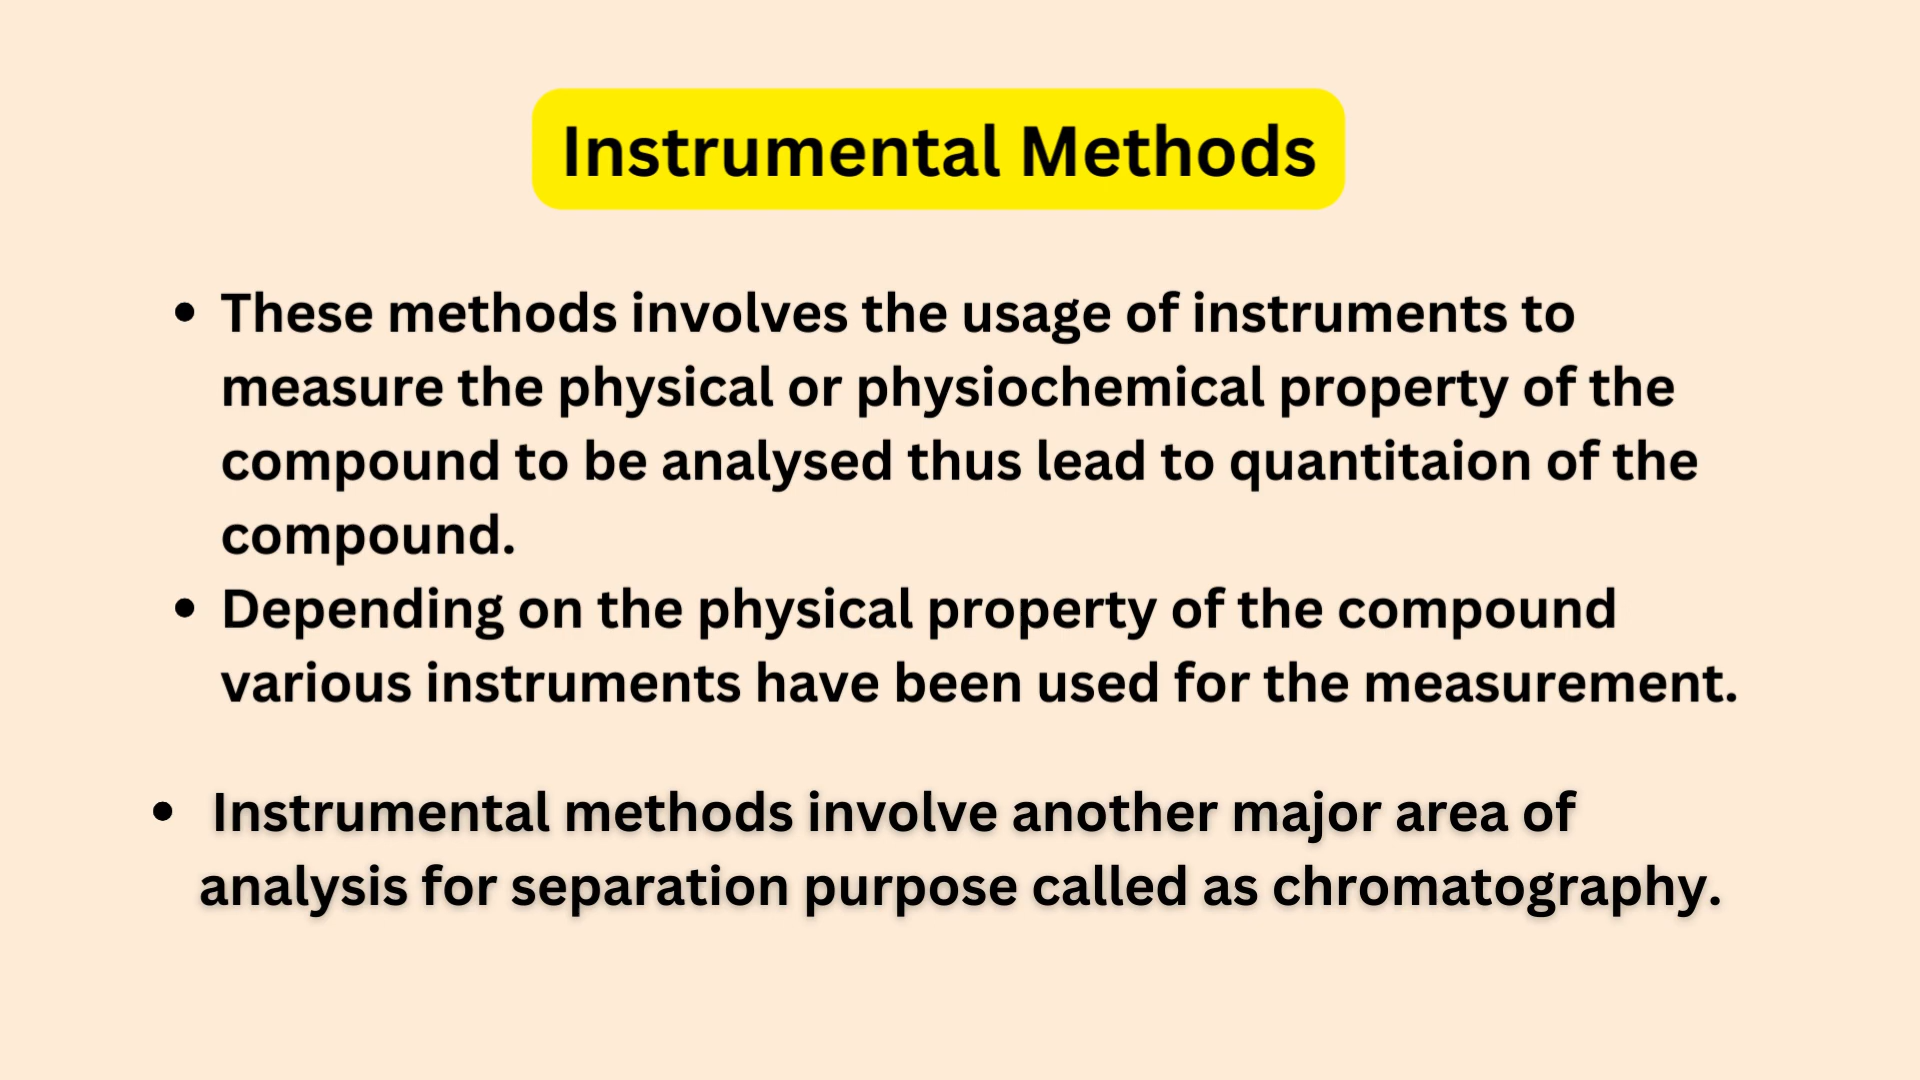 Instrumental Methods
• These methods involves the usage of instruments to
measure the physical or physiochemical property of the
compound to be analysed thus lead to quantitaion of the
compound.
• Depending on the physical property of the compound
various instruments have been used for the measurement.
• Instrumental methods involve another major area of
analysis for separation purpose called as chromatography.